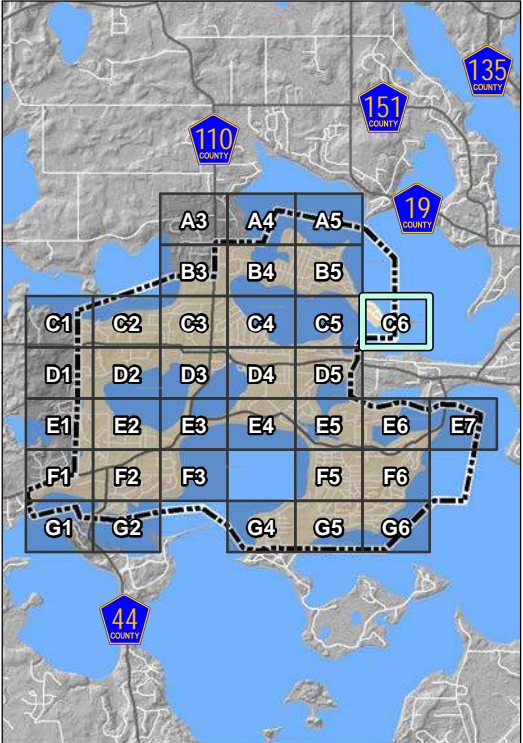 135
COUNTY
151
COUNTY
110
COUNTY
19
COUNTY
A3 A4 A5
B3 B4 B5
C1 C2 C3 C4 C5 C6
D1 D2 D3 D4 D5
E1 E2 E3 E4 E5 E6 E7
F1 F2 F3 F5 F6
G1 G2 G4 G5 G6
44
COUNTY